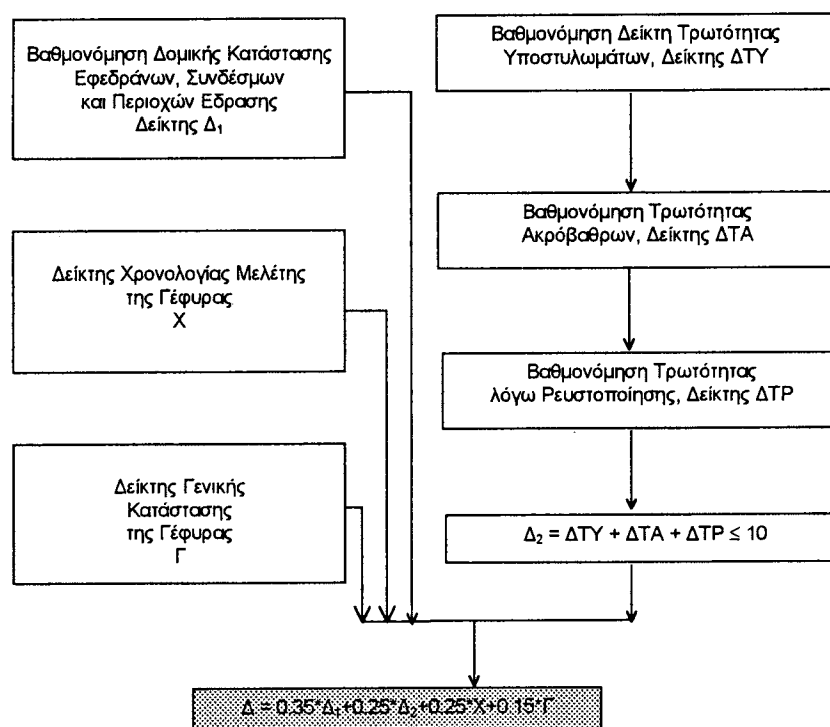 Βαθμονόμηση Δομικής Κατάστασης
Εφεδράνων, Συνδέσμων
και Περιοχών Εδρασης
Δείκτης Δ₁
Δείκτης Χρονολογίας Μελέτης
της Γέφυρας
Χ
Δείκτης Γενικής
Κατάστασης
της Γέφυρας
Γ
Βαθμονόμηση Δείκτη Τρωτότητας
Υποστυλωμάτων, Δείκτης ΔΤΥ
Βαθμονόμηση Τρωτότητας
Ακρόβαθρων, Δείκτης ΔΤΑ
Βαθμονόμηση Τρωτότητας
λόγω Ρευστοποίησης, Δείκτης ΔΤΡ
Δ₂ = ΔΤΥ + ΔΤΑ + ΔΤΡ ≤ 10
Δ = 0.35*Δ₁+0.25*Δ₂+0.25*Χ+0.15*Γ